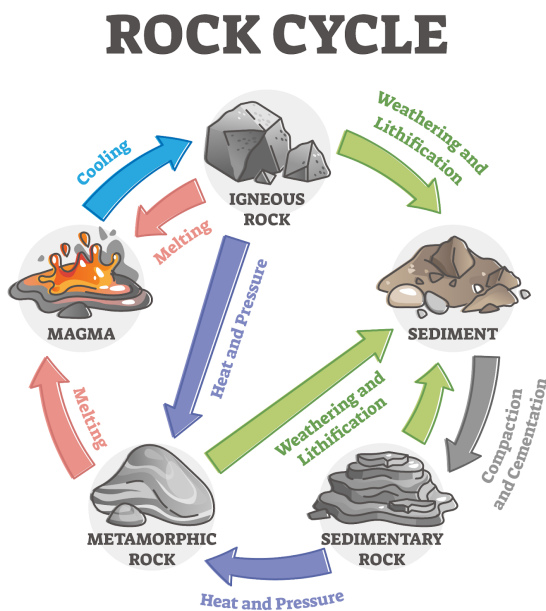 ROCK CYCLE
Weathering and
Lithification
Cooling
IGNEOUS
ROCK
Melting
MAGMA
SEDIMENT
Heat and Pressure
Weathering and
Lithification
Melting
Compaction
and Cementation
METAMORPHIC
ROCK
SEDIMENTARY
ROCK
Heat and Pressure